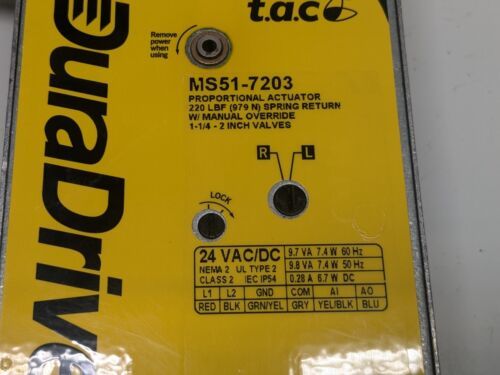 DuraDrive
t.a.c
Remove
power
when
using
MS51-7203
PROPORTIONAL ACTUATOR
220 LBF (979 N) SPRING RETURN
W/ MANUAL OVERRIDE
1-1/4 - 2 INCH VALVES
R L
LOCK
24 VAC/DC
NEMA 2 UL TYPE 2
CLASS 2 IEC IP54
9.7 VA 7.4 W 60 Hz
9.8 VA 7.4 W 50 Hz
0.28 A 6.7 W DC
L1 L2 GND COM AI AO
RED BLK GRN/YEL GRY YEL/BLK BLU